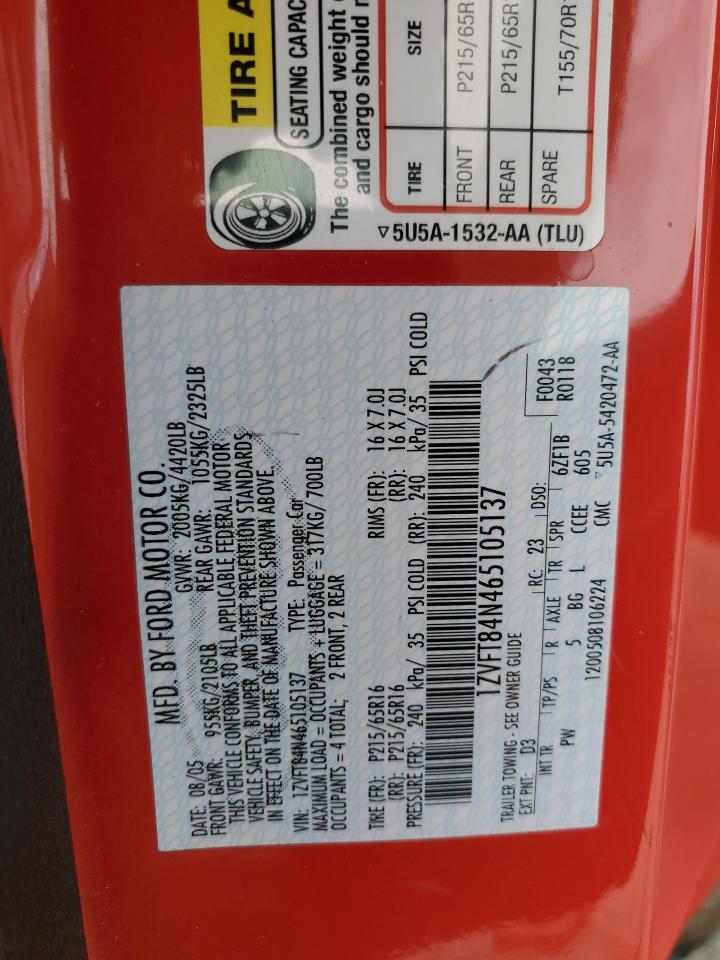 TIRE A
SEATING CAPAC
The combined weight
and cargo should n
TIRE SIZE
FRONT P215/65R
REAR P215/65R
SPARE T155/70R
5U5A-1532-AA (TLU)
MFD. BY FORD MOTOR CO.
DATE: 08/05 GVWR: 2005KG/4420LB
FRONT GAWR: 955KG/2105LB REAR GAWR: 1055KG/2325LB
THIS VEHICLE CONFORMS TO ALL APPLICABLE FEDERAL MOTOR
VEHICLE SAFETY, BUMPER, AND THEFT PREVENTION STANDARDS
IN EFFECT ON THE DATE OF MANUFACTURE SHOWN ABOVE.
VIN: 1ZVFT84N465105137 TYPE: Passenger Car
MAXIMUM LOAD = OCCUPANTS + LUGGAGE = 317KG/ 700LB
OCCUPANTS = 4 TOTAL: 2 FRONT, 2 REAR
TIRE (FR): P215/65R16 RIMS (FR): 16 X 7.0J
(RR): P215/65R16 (RR): 16 X 7.0J
PRESSURE (FR): 240 kPa/ 35 PSI COLD (RR): 240 kPa/ 35 PSI COLD
1ZVFT84N465105137
TRAILER TOWING - SEE OWNER GUIDE
EXT PNT: D3 RC: 23 DSO: F0043
R0118
INT TR TP/PS R AXLE TR SPR 6ZF1B
PW 5 BG L CCEE 605
1200508106224 CMC 5U5A-5420472-AA